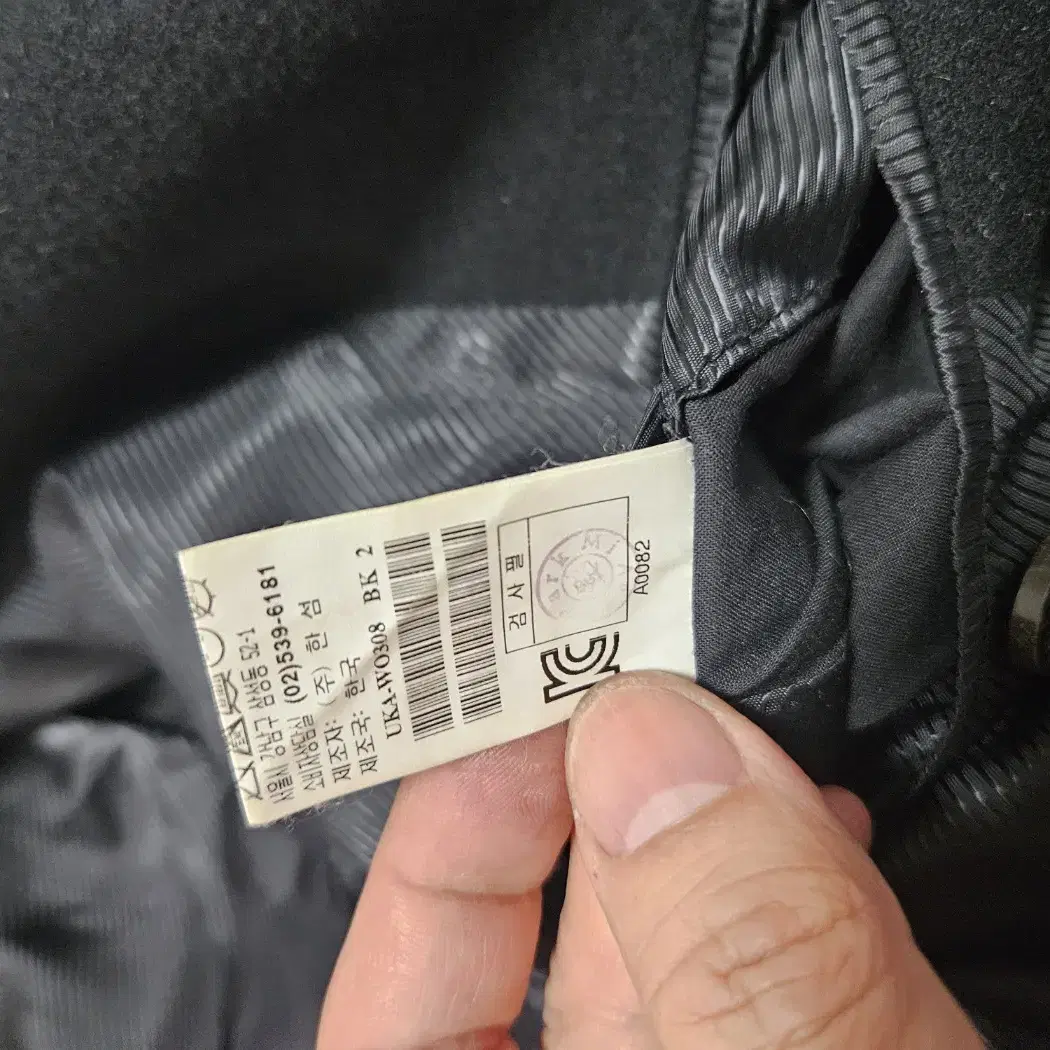 서울시 강남구 삼성동 52-1
소비자상담실 (02)539-6181
제조자: (주) 한 섬
제조국: 한국
UKA-WO308 BK 2
검 사 필
A0082